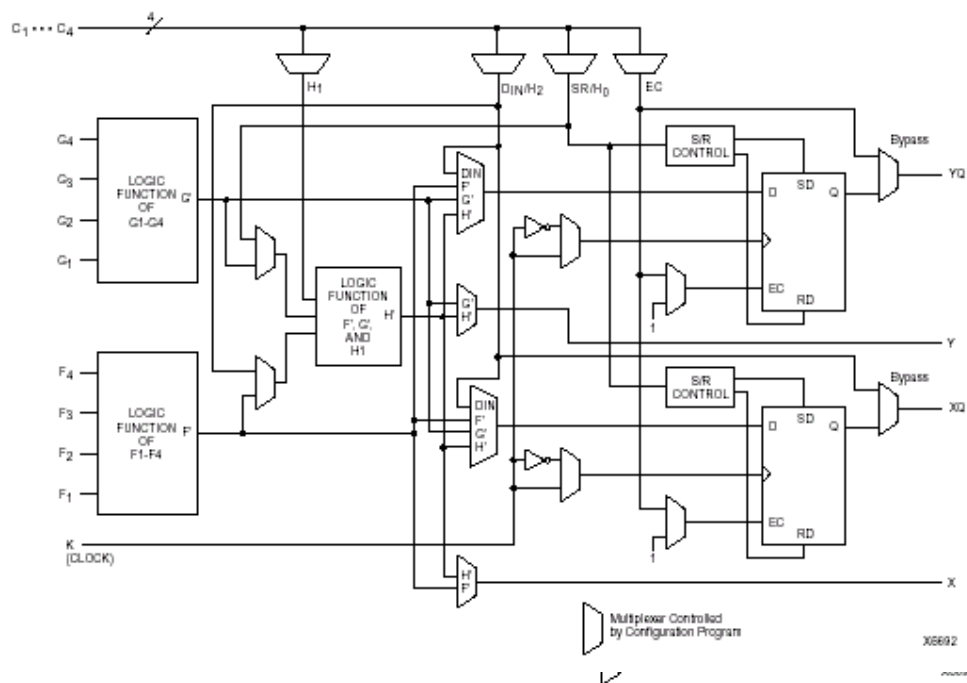 C1 ••• C4
4
H1
DIN/H2
SR/H0
EC
G4
G3
G2
G1
LOGIC
FUNCTION
OF
G1-G4
G'
F4
F3
F2
F1
LOGIC
FUNCTION
OF
F1-F4
F'
LOGIC
FUNCTION
OF
F', G',
AND
H1
H'
DIN
F'
G'
H'
G'
H'
DIN
F'
G'
H'
H'
F'
S/R
CONTROL
Bypass
D
SD
Q
EC
RD
1
YQ
Y
S/R
CONTROL
Bypass
D
SD
Q
EC
RD
1
XQ
X
K
(CLOCK)
Multiplexer Controlled
by Configuration Program
X6692